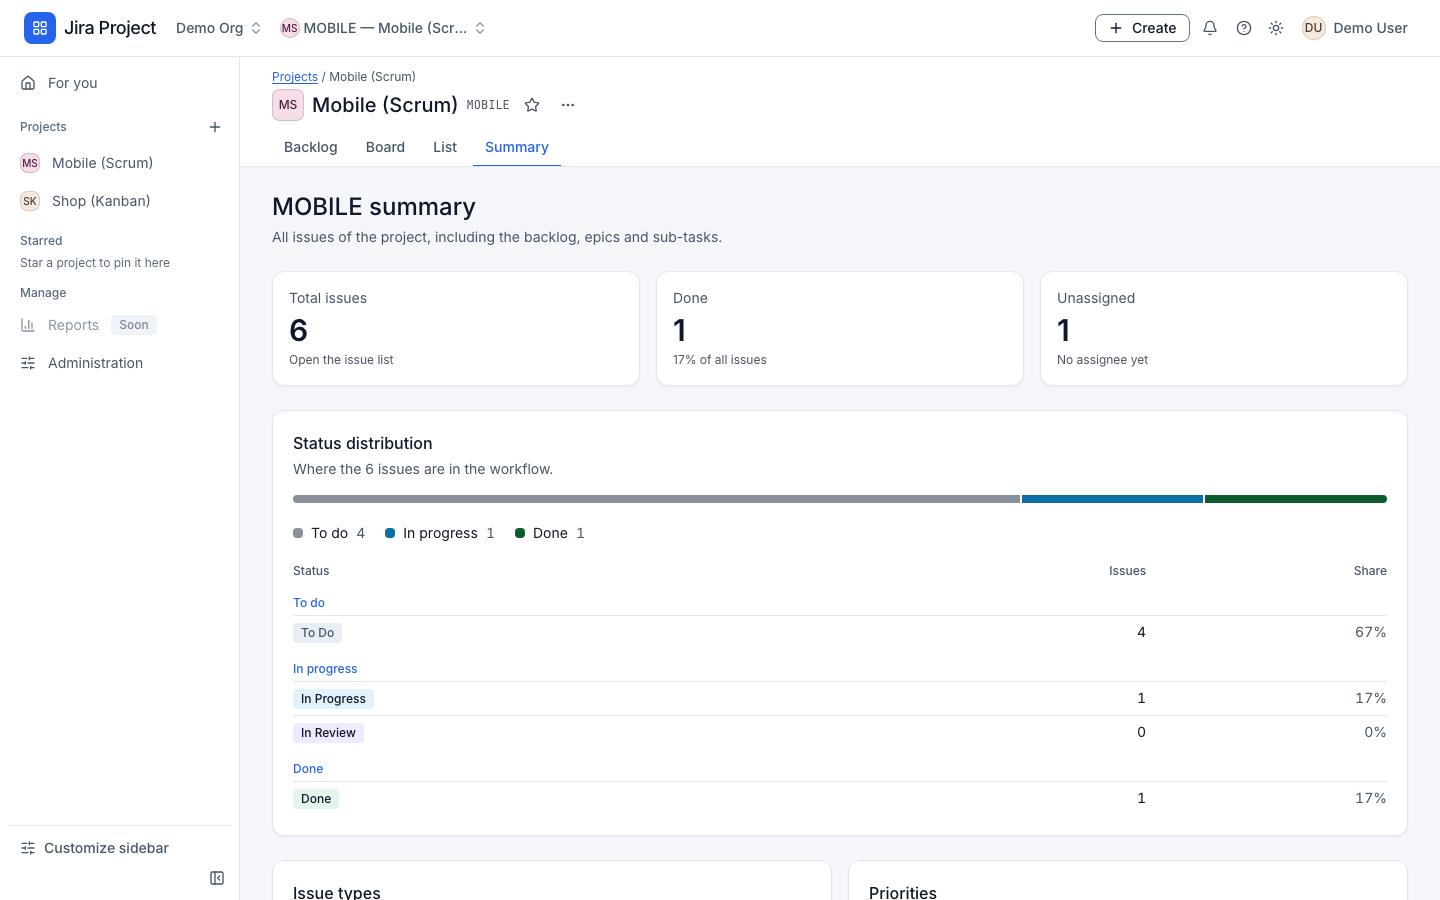 Jira Project
Demo Org
MS MOBILE — Mobile (Scr...
Create
DU Demo User
For you
Projects
MS Mobile (Scrum)
SK Shop (Kanban)
Starred
Star a project to pin it here
Manage
Reports Soon
Administration
Customize sidebar
Projects / Mobile (Scrum)
MS Mobile (Scrum) MOBILE
Backlog Board List Summary
MOBILE summary
All issues of the project, including the backlog, epics and sub-tasks.
Total issues
6
Open the issue list
Done
1
17% of all issues
Unassigned
1
No assignee yet
Status distribution
Where the 6 issues are in the workflow.
To do 4 In progress 1 Done 1
Status Issues Share
To do
To Do 4 67%
In progress
In Progress 1 17%
In Review 0 0%
Done
Done 1 17%
Issue types
Priorities